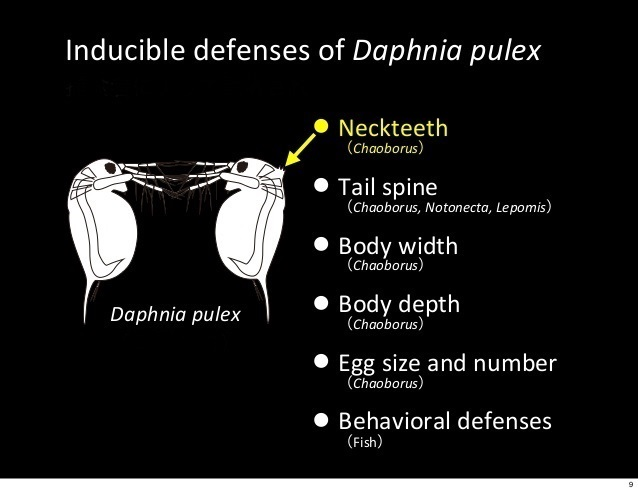 Inducible defenses of Daphnia pulex
● Neckteeth
（Chaoborus）
● Tail spine
（Chaoborus, Notonecta, Lepomis）
● Body width
（Chaoborus）
● Body depth
（Chaoborus）
Daphnia pulex
● Egg size and number
（Chaoborus）
● Behavioral defenses
（Fish）
9